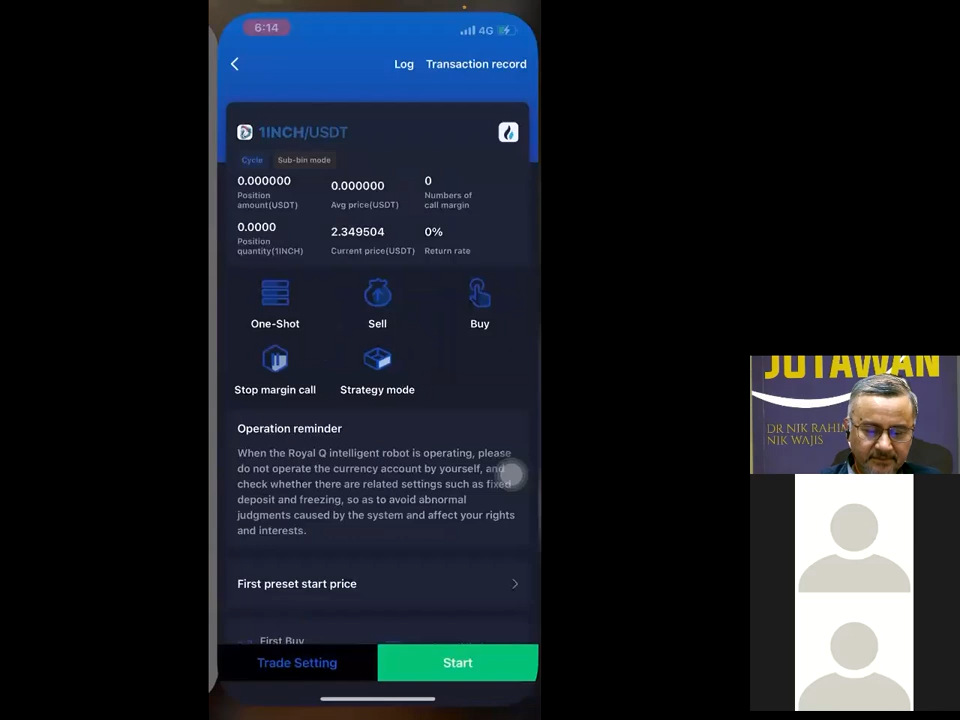 6:14
4G
Log Transaction record
1INCH/USDT
Cycle Sub-bin mode
0.000000
Position
amount(USDT)
0.000000
Avg price(USDT)
0
Numbers of
call margin
0.0000
Position
quantity(1INCH)
2.349504
Current price(USDT)
0%
Return rate
One-Shot
Sell
Buy
Stop margin call
Strategy mode
Operation reminder
When the Royal Q intelligent robot is operating, please
do not operate the currency account by yourself, and
check whether there are related settings such as fixed
deposit and freezing, so as to avoid abnormal
judgments caused by the system and affect your rights
and interests.
First preset start price
First Buy
Trade Setting
Start
JUTAWAN
DR NIK RAHIM
NIK WAJIS